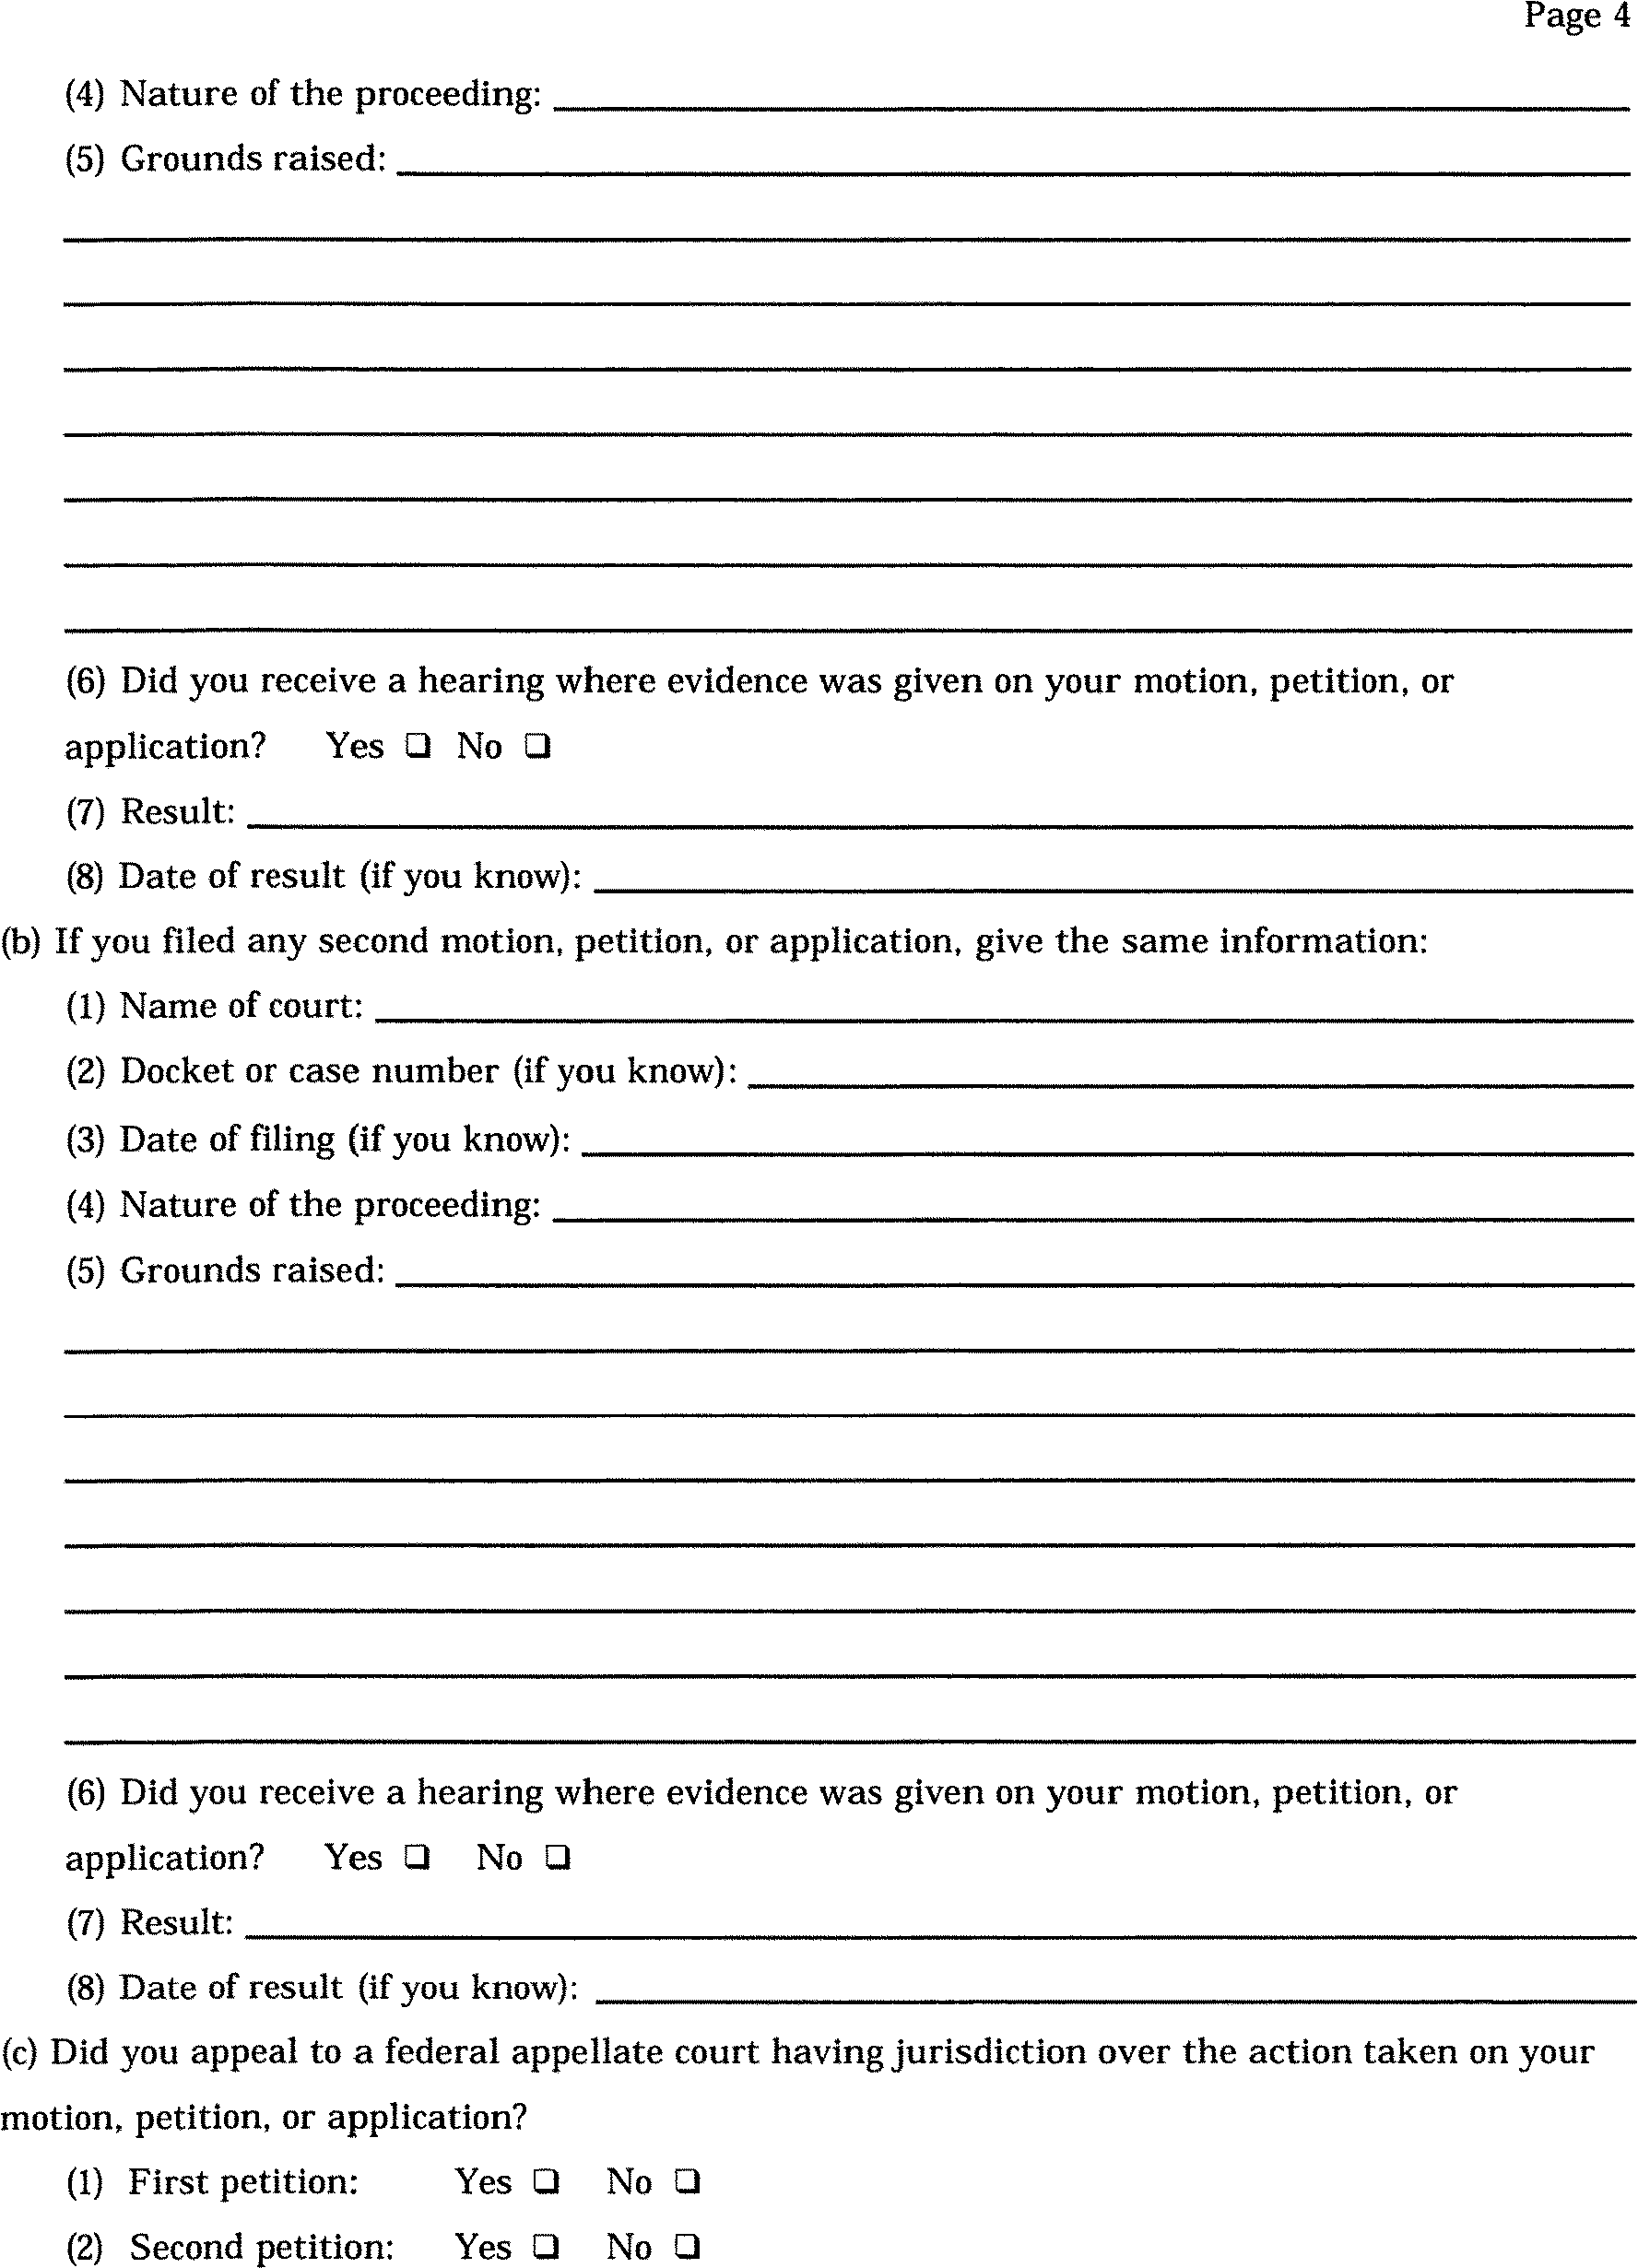 Page 4
(4) Nature of the proceeding:
(5) Grounds raised:
(6) Did you receive a hearing where evidence was given on your motion, petition, or
application? Yes ❑ No ❑
(7) Result:
(8) Date of result (if you know):
(b) If you filed any second motion, petition, or application, give the same information:
(1) Name of court:
(2) Docket or case number (if you know):
(3) Date of filing (if you know):
(4) Nature of the proceeding:
(5) Grounds raised:
(6) Did you receive a hearing where evidence was given on your motion, petition, or
application? Yes ❑ No ❑
(7) Result:
(8) Date of result (if you know):
(c) Did you appeal to a federal appellate court having jurisdiction over the action taken on your
motion, petition, or application?
(1) First petition: Yes ❑ No ❑
(2) Second petition: Yes ❑ No ❑